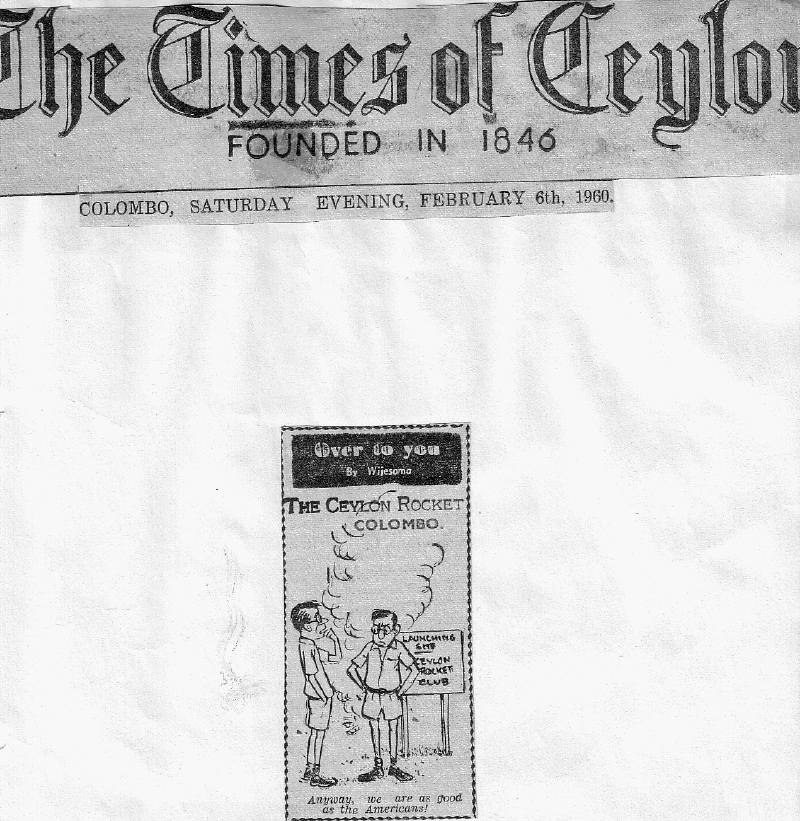 The Times of Ceylon
FOUNDED IN 1846
COLOMBO, SATURDAY EVENING, FEBRUARY 6th, 1960.
Over to you
By Wijesoma
THE CEYLON ROCKET
COLOMBO.
LAUNCHING
SITE
CEYLON
ROCKET
CLUB
Anyway, we are as good
as the Americans!